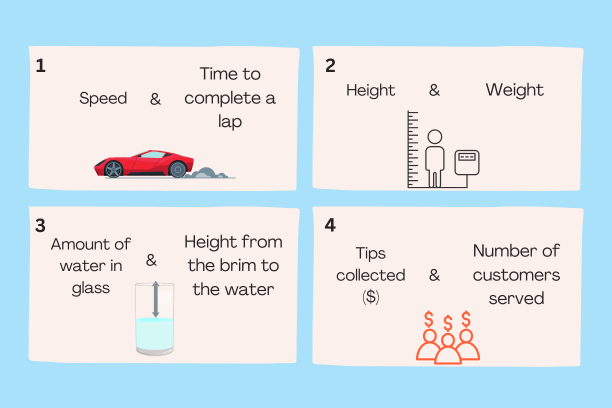 1
Speed & Time to
complete a
lap
2
Height & Weight
3
Amount of
water in
glass
&
Height from
the brim to
the water
4
Tips
collected
($)
&
Number of
customers
served
$ $ $